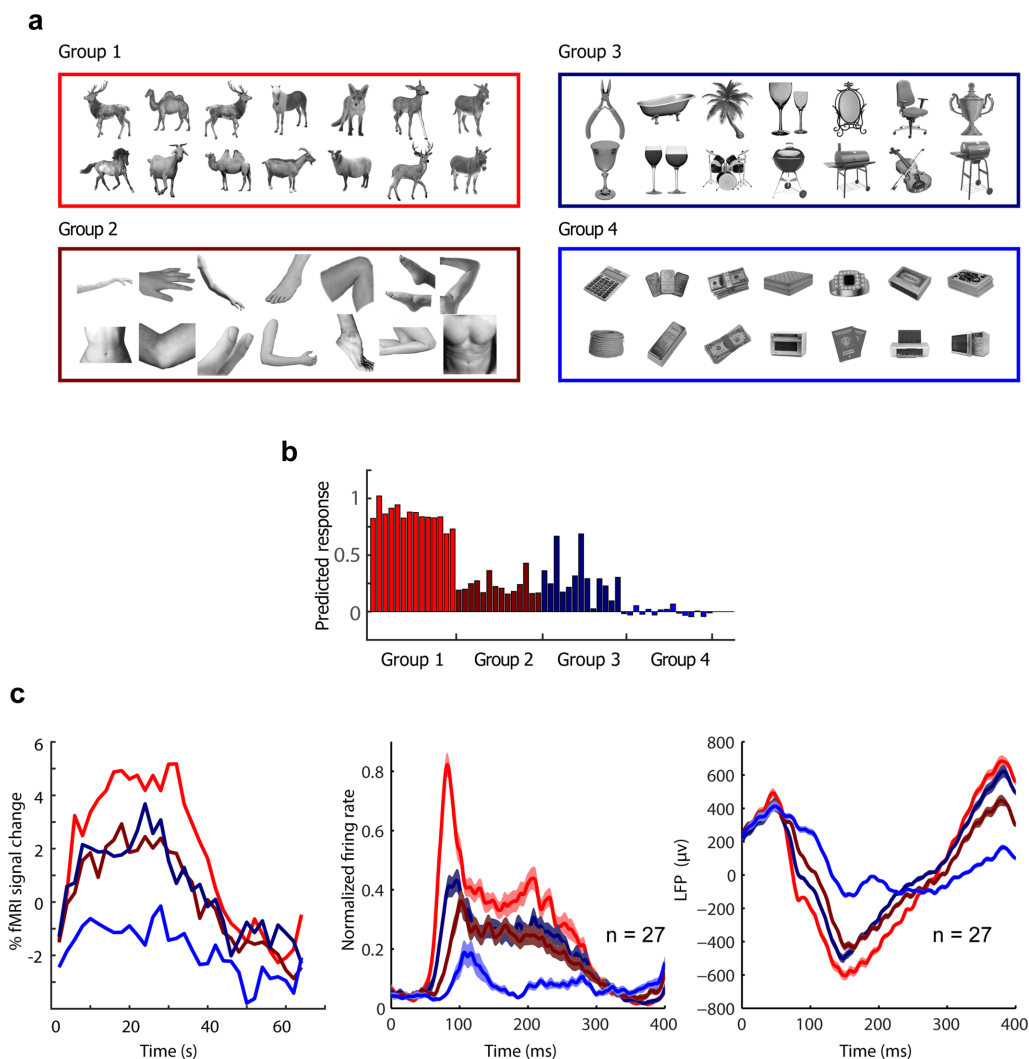 a
Group 1
Group 3
Group 2
Group 4
b
Predicted response
1
0.5
0
Group 1
Group 2
Group 3
Group 4
c
% fMRI signal change
6
4
2
0
-2
0
20
40
60
Time (s)
Normalized firing rate
0.8
0.6
0.4
0.2
0
n = 27
0
100
200
300
400
Time (ms)
LFP (μv)
800
600
400
200
0
−200
−400
−600
−800
n = 27
0
100
200
300
400
Time (ms)